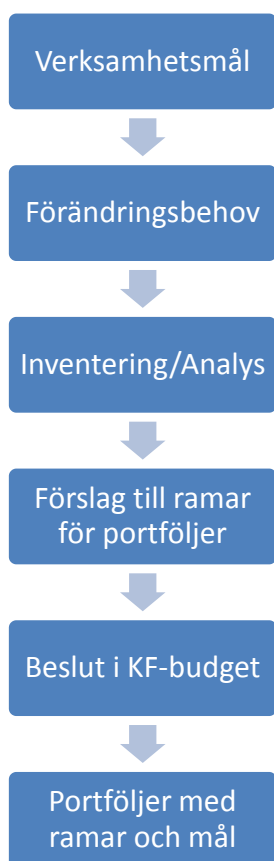 Verksamhetsmål
Förändringsbehov
Inventering/Analys
Förslag till ramar
för portföljer
Beslut i KF-budget
Portföljer med
ramar och mål